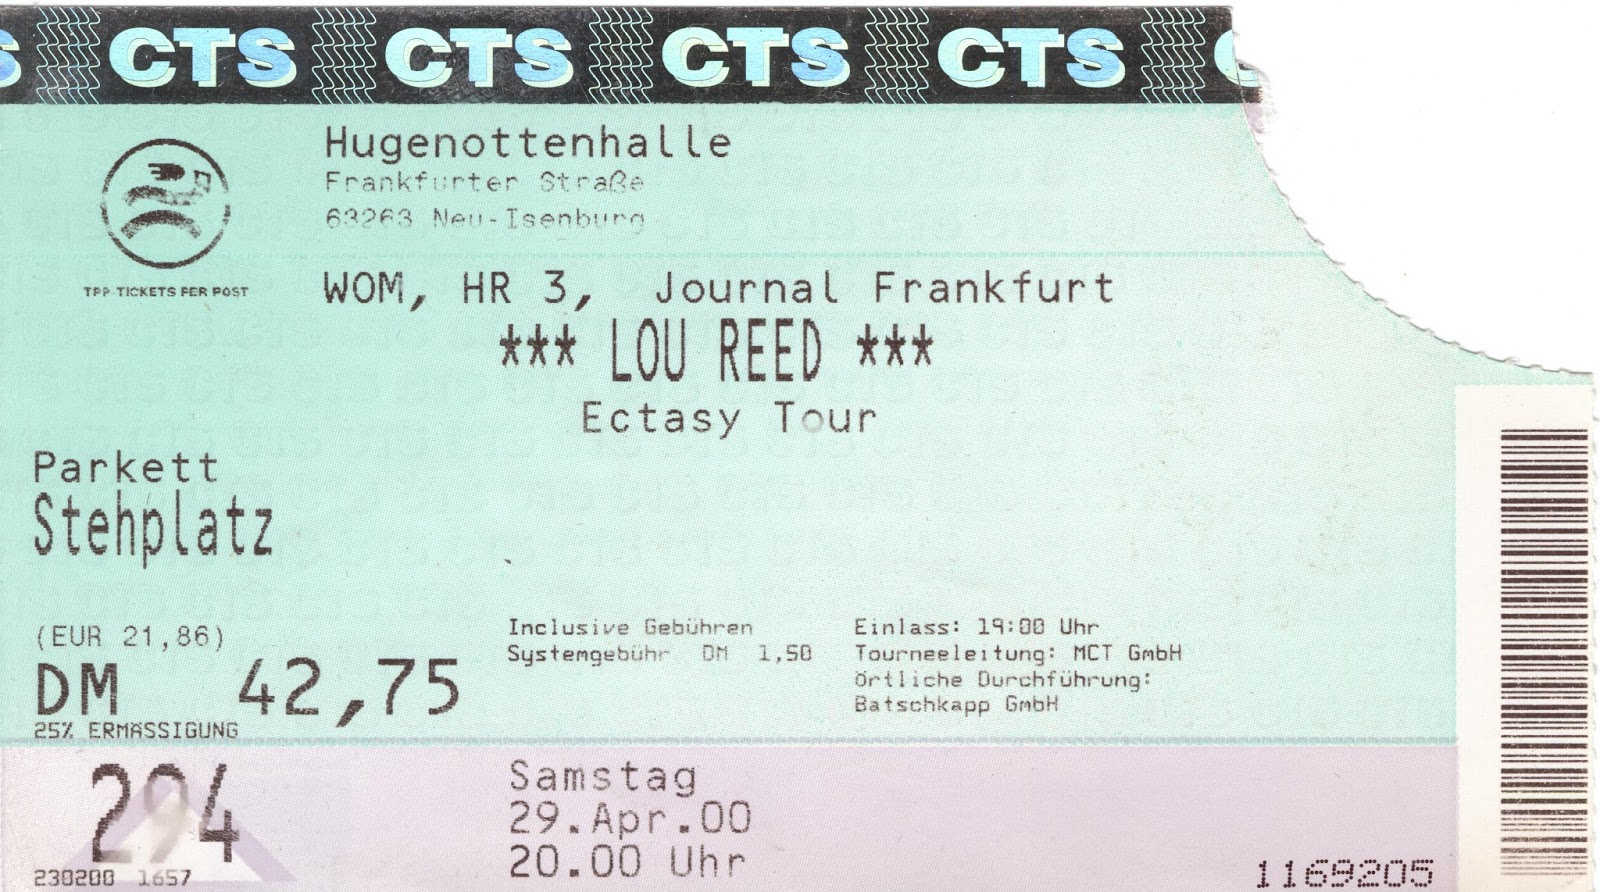 CTS CTS CTS CTS
Hugenottenhalle
Frankfurter Straße
63263 Neu-Isenburg
TPP-TICKETS PER POST
WOM, HR 3, Journal Frankfurt
*** LOU REED ***
Ectasy Tour
Parkett
Stehplatz
(EUR 21,86)
DM 42,75
25% ERMÄSSIGUNG
Inclusive Gebühren
Systemgebühr DM 1,50
Einlass: 19:00 Uhr
Tourneeleitung: MCT GmbH
örtliche Durchführung:
Batschkapp GmbH
294
230200 1657
Samstag
29.Apr.00
20.00 Uhr
1169205